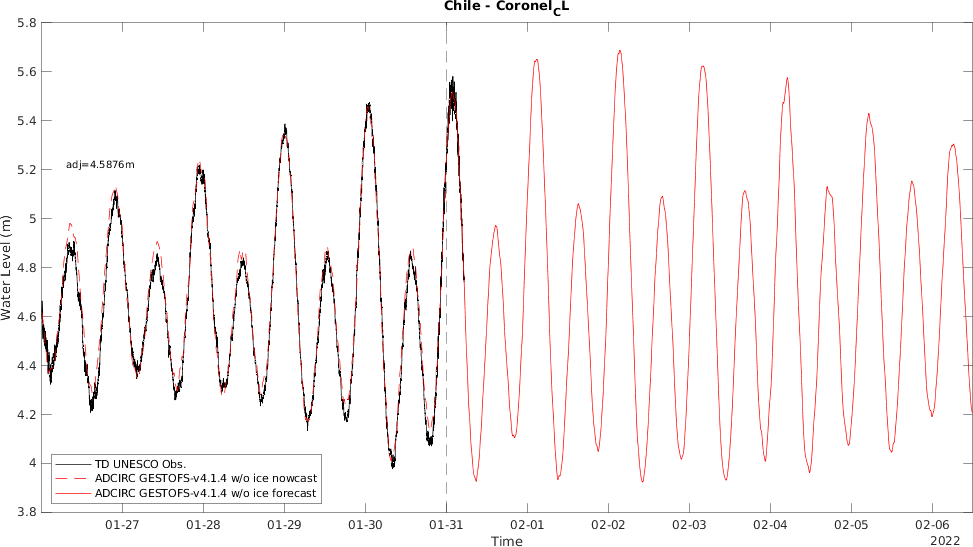 Chile - Coronel_CL
5.8
5.6
5.4
5.2
5
4.8
4.6
4.4
4.2
4
3.8
Water Level (m)
adj=4.5876m
TD UNESCO Obs.
ADCIRC GESTOFS-v4.1.4 w/o ice nowcast
ADCIRC GESTOFS-v4.1.4 w/o ice forecast
01-27 01-28 01-29 01-30 01-31 02-01 02-02 02-03 02-04 02-05 02-06
Time
2022